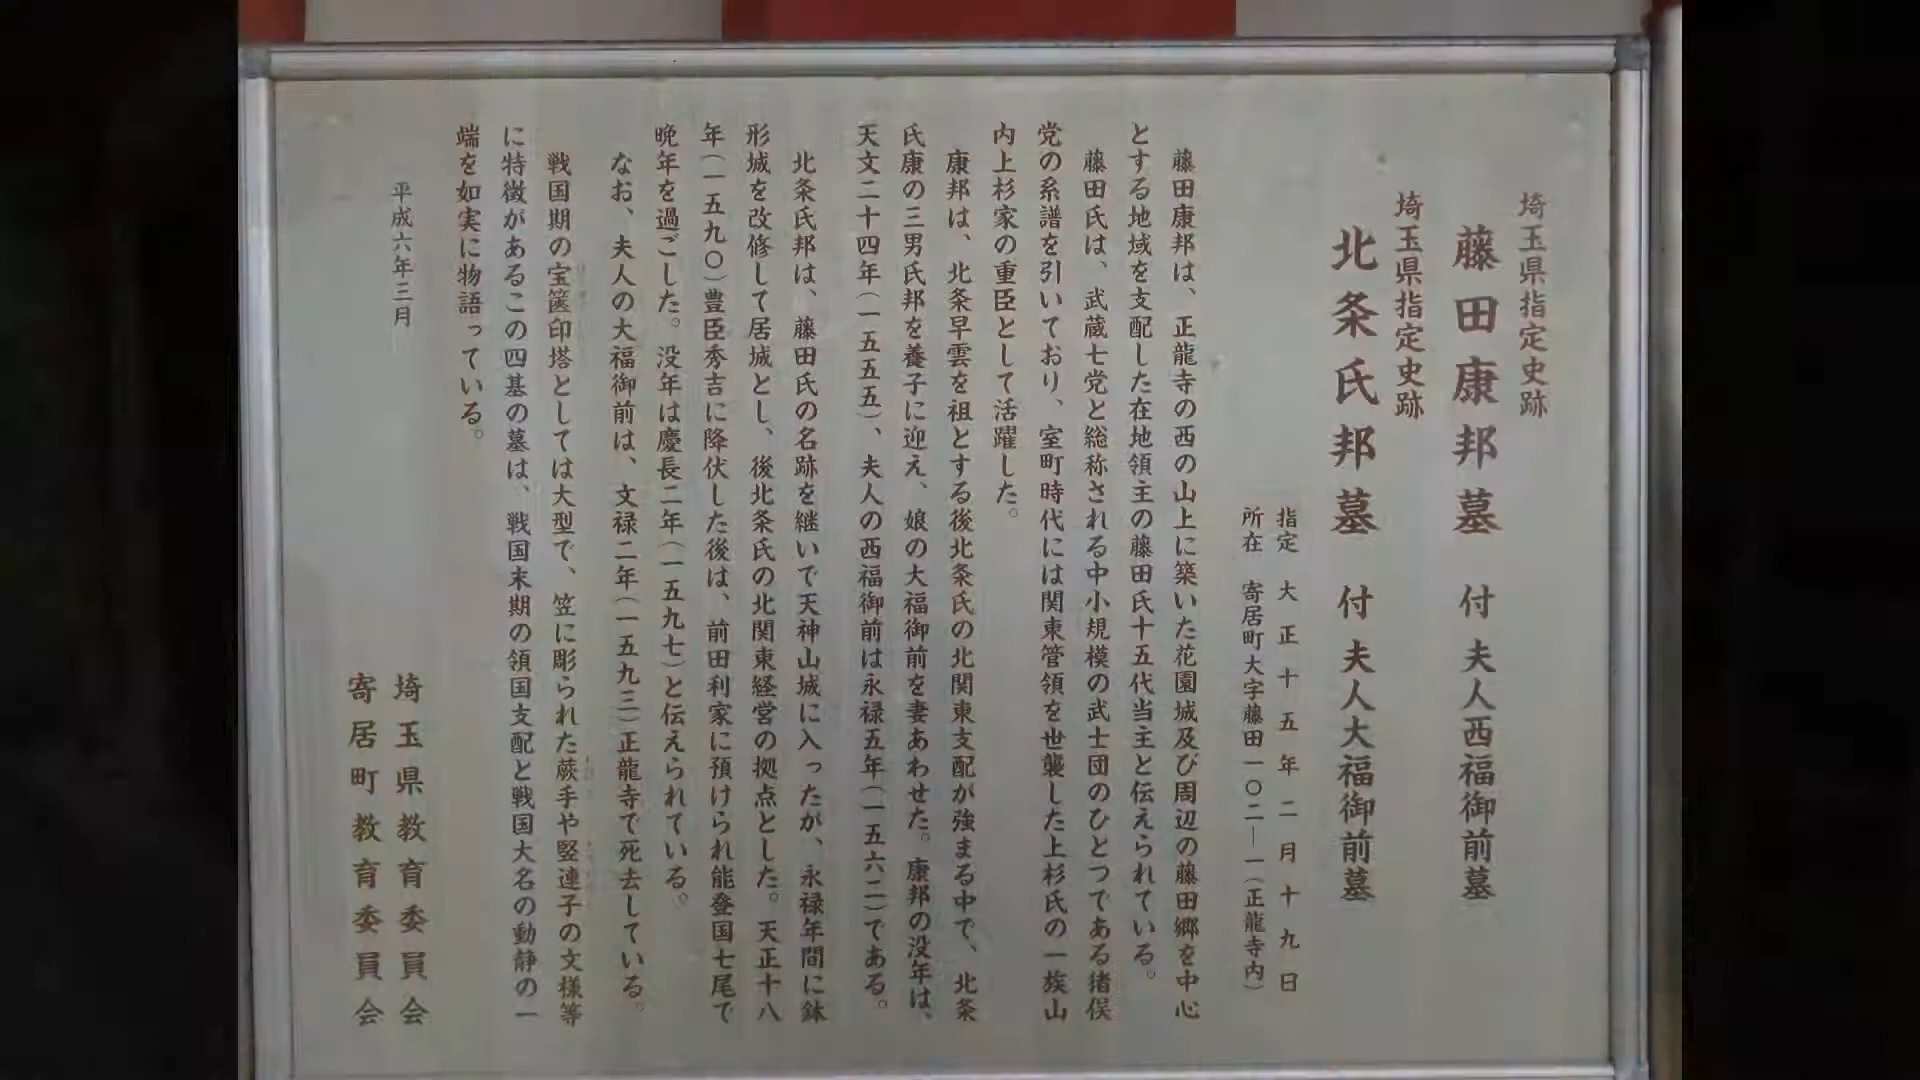 埼玉県指定史跡
藤田康邦墓 付 夫人西福御前墓
埼玉県指定史跡
北条氏邦墓 付 夫人大福御前墓
指定 大正十五年二月十九日
所在 寄居町大字藤田一〇二―一(正龍寺内)
藤田康邦は、正龍寺の西の山上に築いた花園城及び周辺の藤田郷を中心
とする地域を支配した在地領主の藤田氏十五代当主と伝えられている。
藤田氏は、武蔵七党と総称される中小規模の武士団のひとつである猪俣
党の系譜を引いており、室町時代には関東管領を世襲した上杉氏の一族山
内上杉家の重臣として活躍した。
康邦は、北条早雲を祖とする後北条氏の北関東支配が強まる中で、北条
氏康の三男氏邦を養子に迎え、娘の大福御前を妻あわせた。康邦の没年は、
天文二十四年(一五五五)、夫人の西福御前は永禄五年(一五六二)である。
北条氏邦は、藤田氏の名跡を継いで天神山城に入ったが、永禄年間に鉢
形城を改修して居城とし、後北条氏の北関東経営の拠点とした。天正十八
年(一五九〇)豊臣秀吉に降伏した後は、前田利家に預けられ能登国七尾で
晩年を過ごした。没年は慶長二年(一五九七)と伝えられている。
なお、夫人の大福御前は、文禄二年(一五九三)正龍寺で死去している。
戦国期の宝篋印塔としては大型で、笠に彫られた蕨手や竪連子の文様等
に特徴があるこの四基の墓は、戦国末期の領国支配と戦国大名の動静の一
端を如実に物語っている。
平成六年三月
埼玉県教育委員会
寄居町教育委員会